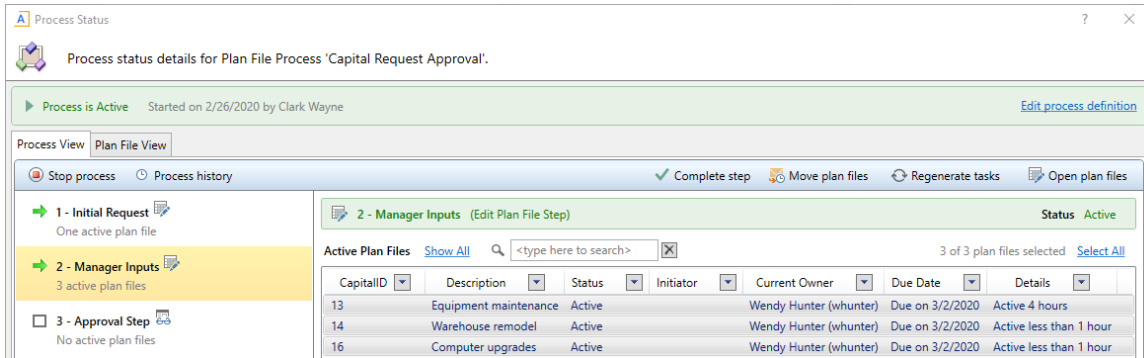 A Process Status ?
Process status details for Plan File Process 'Capital Request Approval'.
Process is Active Started on 2/26/2020 by Clark Wayne Edit process definition
Process View Plan File View
Stop process Process history Complete step Move plan files Regenerate tasks Open plan files
1 - Initial Request
One active plan file
2 - Manager Inputs
3 active plan files
3 - Approval Step
No active plan files
2 - Manager Inputs (Edit Plan File Step) Status Active
Active Plan Files Show All <type here to search> 3 of 3 plan files selected Select All
CapitalID Description Status Initiator Current Owner Due Date Details
13 Equipment maintenance Active Wendy Hunter (whunter) Due on 3/2/2020 Active 4 hours
14 Warehouse remodel Active Wendy Hunter (whunter) Due on 3/2/2020 Active less than 1 hour
16 Computer upgrades Active Wendy Hunter (whunter) Due on 3/2/2020 Active less than 1 hour